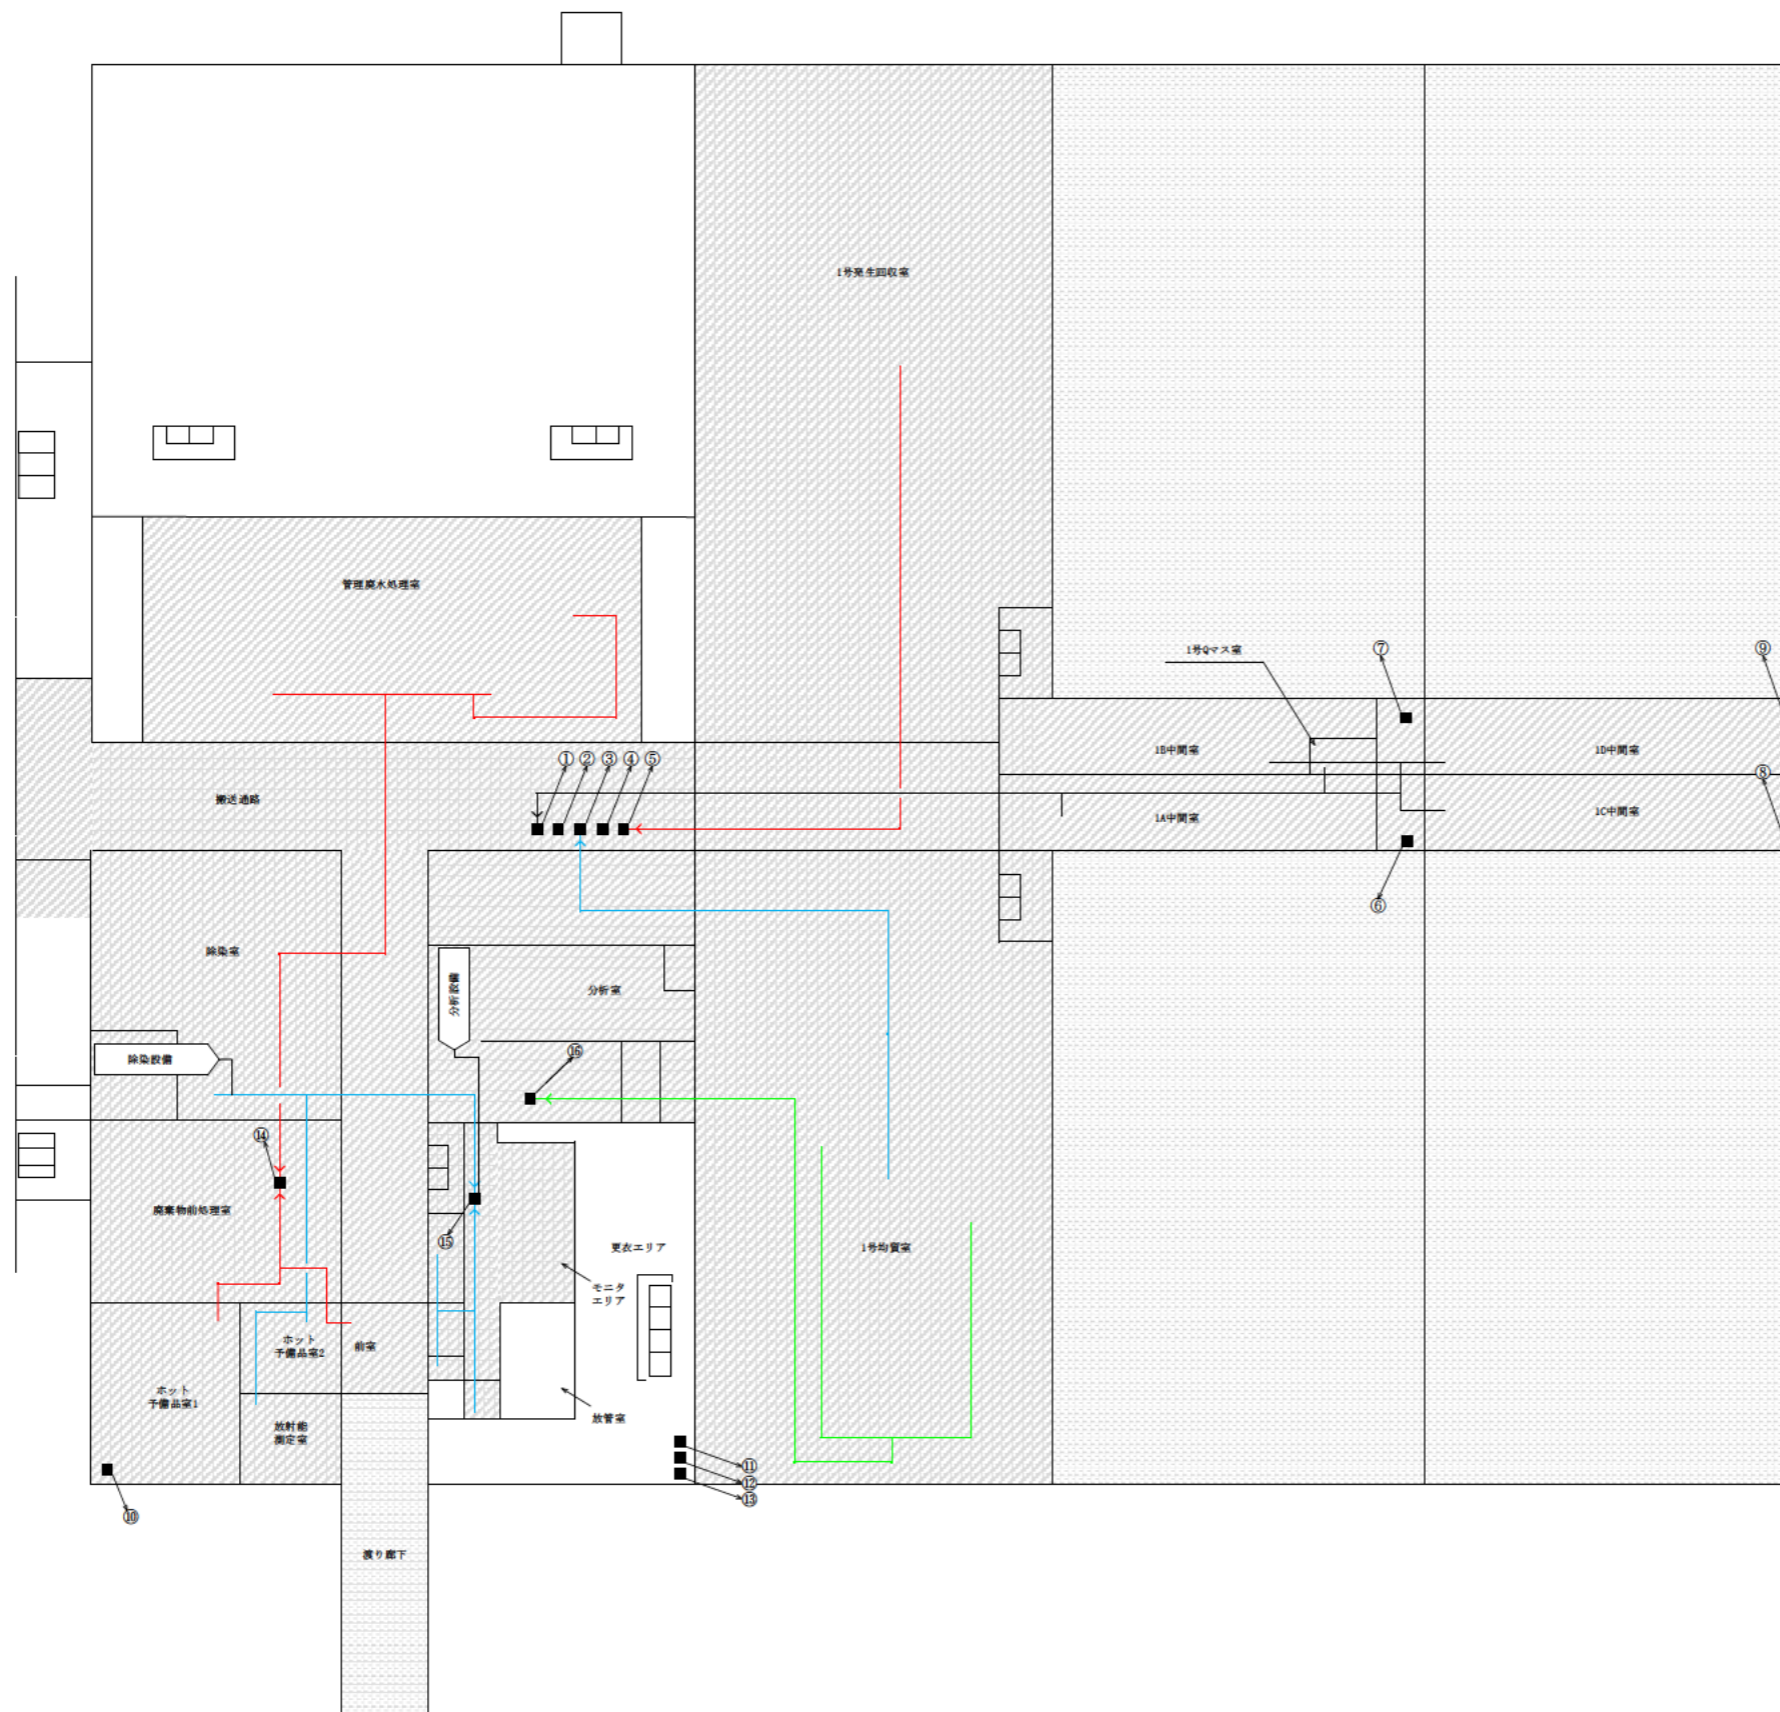 1号発生回収室
管理廃水処理室
1号Qマス室
⑦
⑨
① ② ③ ④ ⑤
1B中間室
1D中間室
⑧
搬送通路
1A中間室
1C中間室
⑥
除染室
分析設備
分析室
除染設備
⑯
⑭
廃棄物前処理室
⑮
更衣エリア
1号均質室
モニタ
エリア
ホット
予備品室2
前室
ホット
予備品室1
放管室
放射能
測定室
⑪
⑫
⑬
⑩
渡り廊下